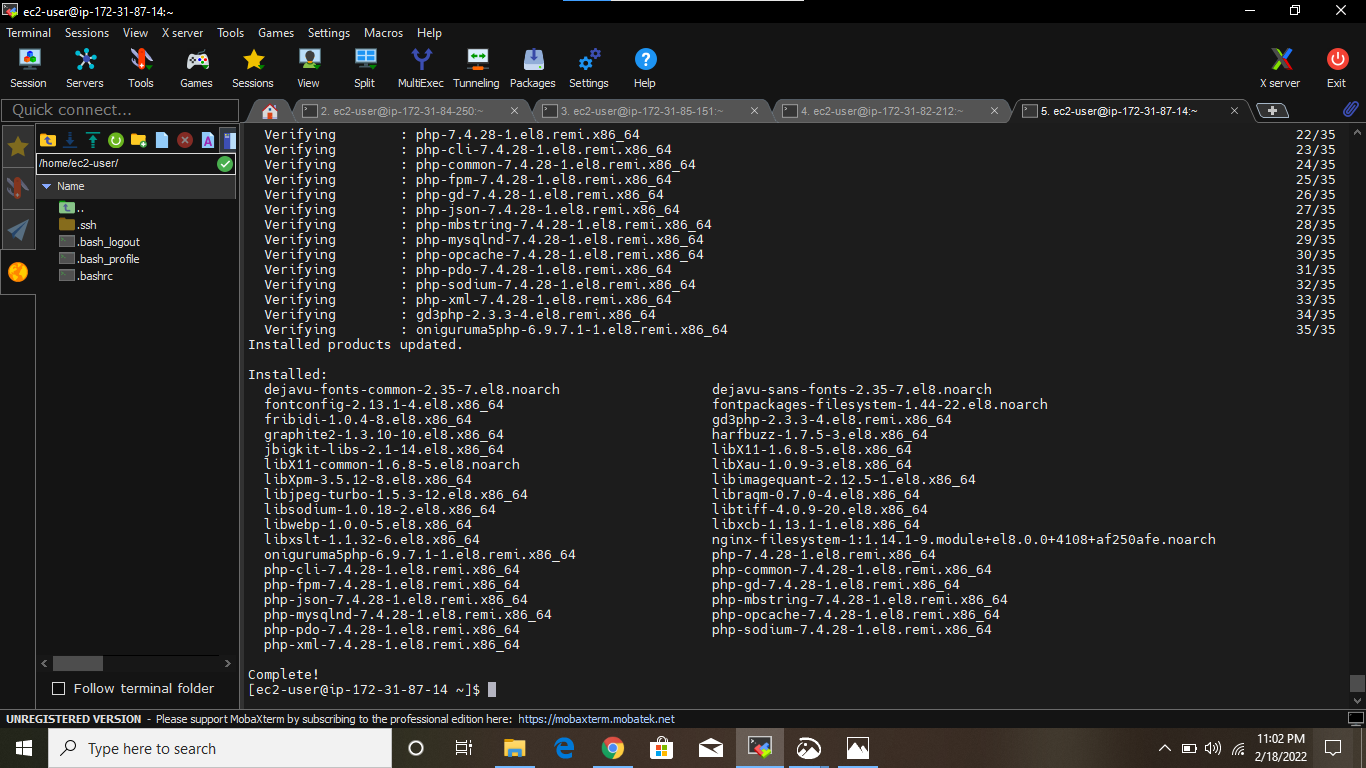 ec2-user@ip-172-31-87-14:~
Terminal Sessions View X server Tools Games Settings Macros Help
Session Servers Tools Games Sessions View Split MultiExec Tunneling Packages Settings Help X server Exit
Quick connect...
2. ec2-user@ip-172-31-84-250:~
3. ec2-user@ip-172-31-85-151:~
4. ec2-user@ip-172-31-82-212:~
5. ec2-user@ip-172-31-87-14:~
/home/ec2-user/
Name
..
.ssh
.bash_logout
.bash_profile
.bashrc
Follow terminal folder
Verifying : php-7.4.28-1.el8.remi.x86_64 22/35
Verifying : php-cli-7.4.28-1.el8.remi.x86_64 23/35
Verifying : php-common-7.4.28-1.el8.remi.x86_64 24/35
Verifying : php-fpm-7.4.28-1.el8.remi.x86_64 25/35
Verifying : php-gd-7.4.28-1.el8.remi.x86_64 26/35
Verifying : php-json-7.4.28-1.el8.remi.x86_64 27/35
Verifying : php-mbstring-7.4.28-1.el8.remi.x86_64 28/35
Verifying : php-mysqlnd-7.4.28-1.el8.remi.x86_64 29/35
Verifying : php-opcache-7.4.28-1.el8.remi.x86_64 30/35
Verifying : php-pdo-7.4.28-1.el8.remi.x86_64 31/35
Verifying : php-sodium-7.4.28-1.el8.remi.x86_64 32/35
Verifying : php-xml-7.4.28-1.el8.remi.x86_64 33/35
Verifying : gd3php-2.3.3-4.el8.remi.x86_64 34/35
Verifying : oniguruma5php-6.9.7.1-1.el8.remi.x86_64 35/35
Installed products updated.
Installed:
dejavu-fonts-common-2.35-7.el8.noarch dejavu-sans-fonts-2.35-7.el8.noarch
fontconfig-2.13.1-4.el8.x86_64 fontpackages-filesystem-1.44-22.el8.noarch
fribidi-1.0.4-8.el8.x86_64 gd3php-2.3.3-4.el8.remi.x86_64
graphite2-1.3.10-10.el8.x86_64 harfbuzz-1.7.5-3.el8.x86_64
jbigkit-libs-2.1-14.el8.x86_64 libX11-1.6.8-5.el8.x86_64
libX11-common-1.6.8-5.el8.noarch libXau-1.0.9-3.el8.x86_64
libXpm-3.5.12-8.el8.x86_64 libimagequant-2.12.5-1.el8.x86_64
libjpeg-turbo-1.5.3-12.el8.x86_64 libraqm-0.7.0-4.el8.x86_64
libsodium-1.0.18-2.el8.x86_64 libtiff-4.0.9-20.el8.x86_64
libwebp-1.0.0-5.el8.x86_64 libxcb-1.13.1-1.el8.x86_64
libxslt-1.1.32-6.el8.x86_64 nginx-filesystem-1:1.14.1-9.module+el8.0.0+4108+af250afe.noarch
oniguruma5php-6.9.7.1-1.el8.remi.x86_64 php-7.4.28-1.el8.remi.x86_64
php-cli-7.4.28-1.el8.remi.x86_64 php-common-7.4.28-1.el8.remi.x86_64
php-fpm-7.4.28-1.el8.remi.x86_64 php-gd-7.4.28-1.el8.remi.x86_64
php-json-7.4.28-1.el8.remi.x86_64 php-mbstring-7.4.28-1.el8.remi.x86_64
php-mysqlnd-7.4.28-1.el8.remi.x86_64 php-opcache-7.4.28-1.el8.remi.x86_64
php-pdo-7.4.28-1.el8.remi.x86_64 php-sodium-7.4.28-1.el8.remi.x86_64
php-xml-7.4.28-1.el8.remi.x86_64
Complete!
[ec2-user@ip-172-31-87-14 ~]$
UNREGISTERED VERSION - Please support MobaXterm by subscribing to the professional edition here: https://mobaxterm.mobatek.net
Type here to search
11:02 PM
2/18/2022